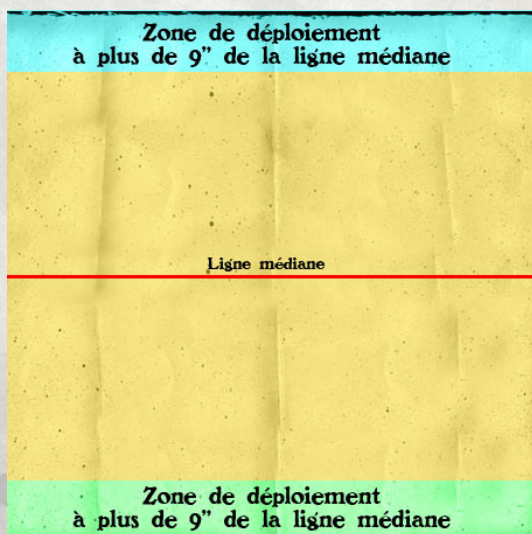 Zone de déploiement
à plus de 9” de la ligne médiane
Ligne médiane
Zone de déploiement
à plus de 9” de la ligne médiane